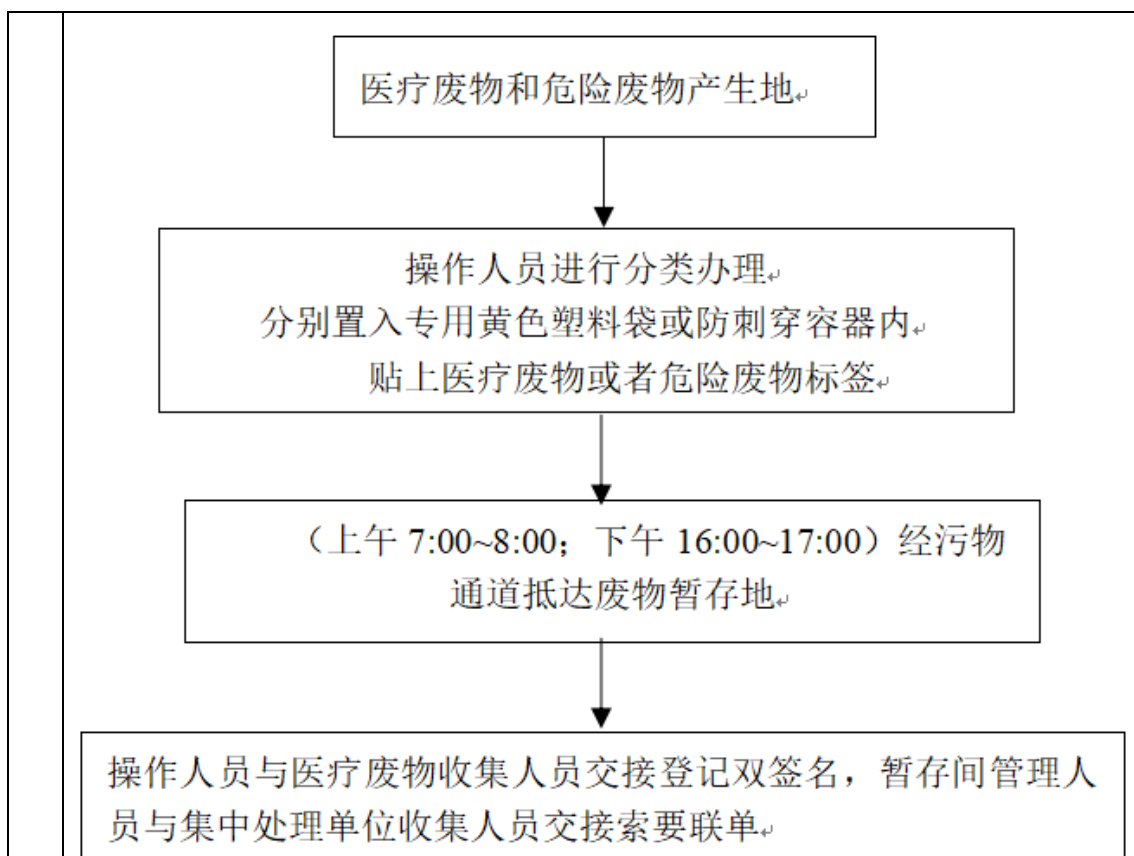 医疗废物和危险废物产生地
操作人员进行分类办理
分别置入专用黄色塑料袋或防刺穿容器内
贴上医疗废物或者危险废物标签
（上午 7:00~8:00；下午 16:00~17:00）经污物
通道抵达废物暂存地
操作人员与医疗废物收集人员交接登记双签名，暂存间管理人
员与集中处理单位收集人员交接索要联单